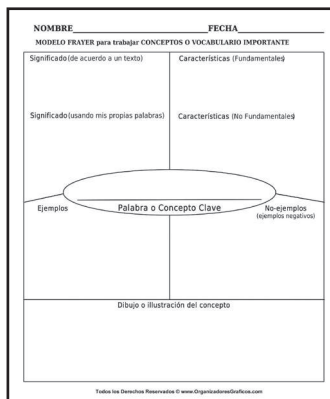 NOMBRE____________________FECHA____________________
MODELO FRAYER para trabajar CONCEPTOS O VOCABULARIO IMPORTANTE
Significado (de acuerdo a un texto) Características (Fundamentales)
Significado (usando mis propias palabras) Características (No Fundamentales)
Palabra o Concepto Clave
Ejemplos No-ejemplos
(ejemplos negativos)
Dibujo o illustración del concepto
Todos los Derechos Reservados © www.OrganizadoresGraficos.com